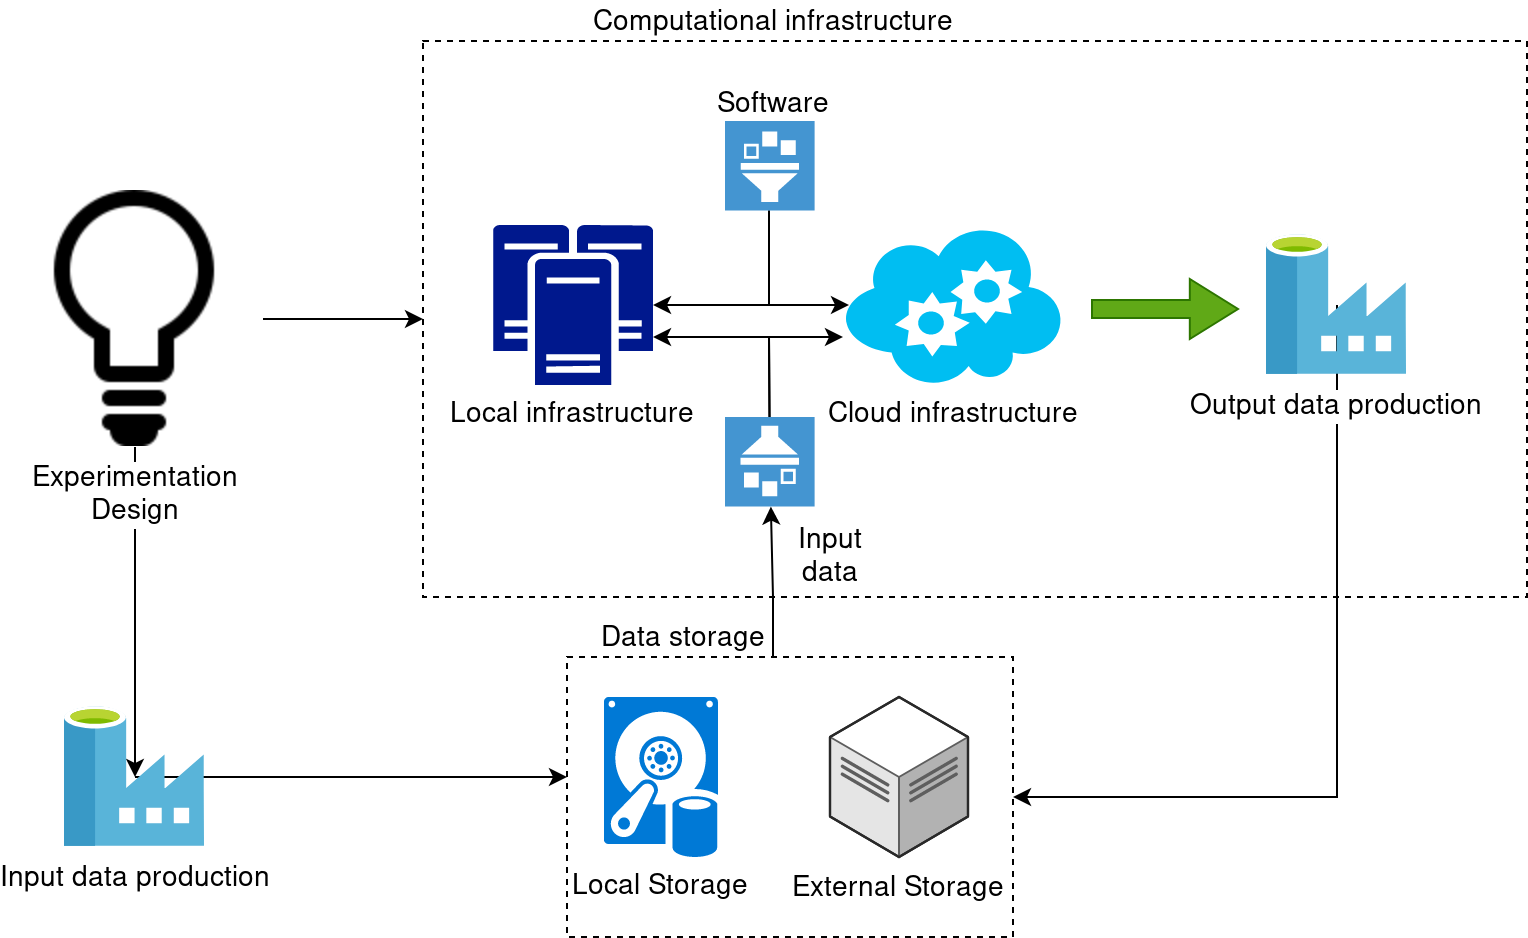 Computational infrastructure
Software
Local infrastructure
Cloud infrastructure
Output data production
Experimentation
Design
Input
data
Data storage
Input data production
Local Storage
External Storage